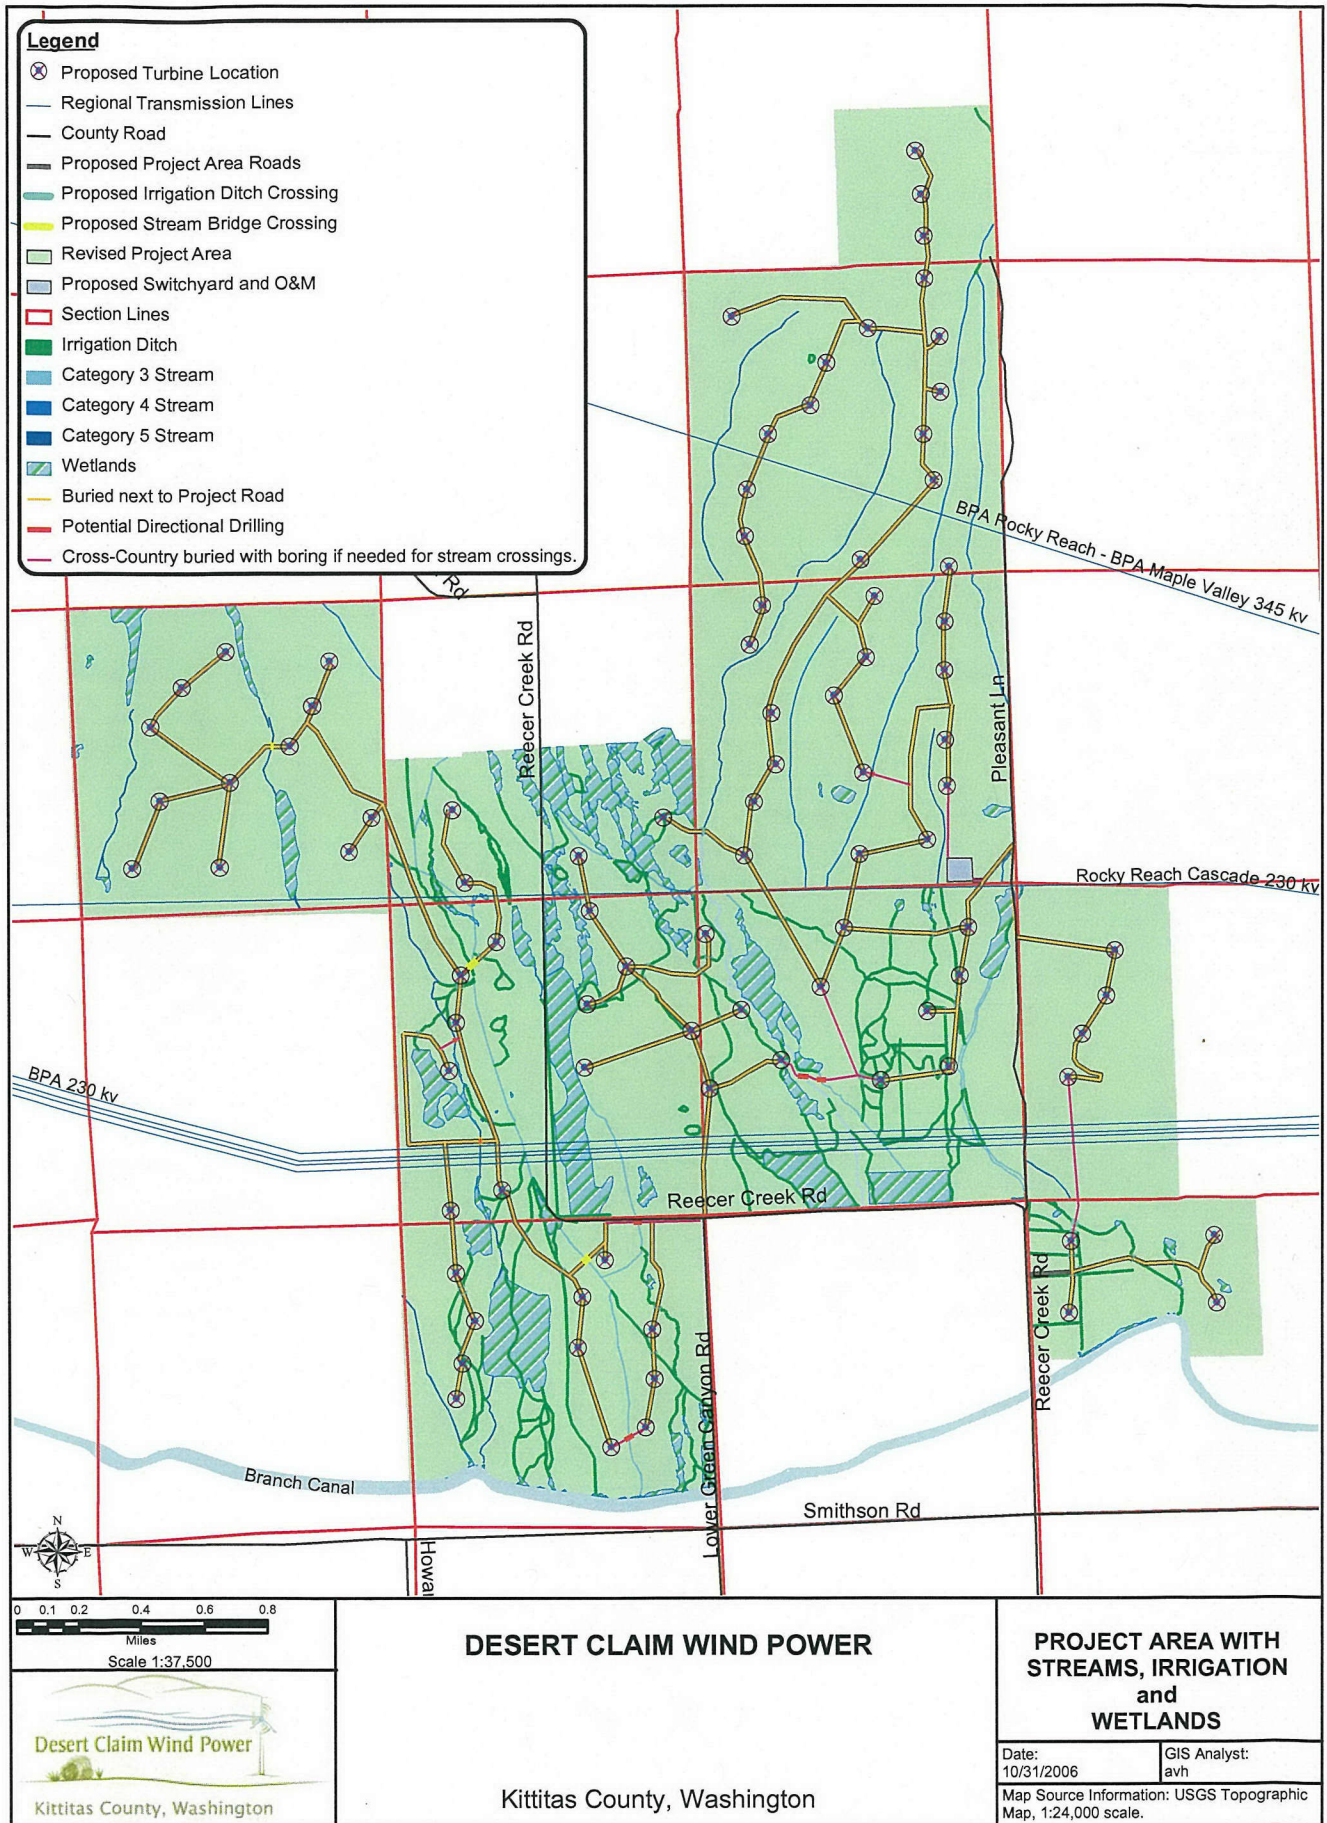 Legend
Proposed Turbine Location
Regional Transmission Lines
County Road
Proposed Project Area Roads
Proposed Irrigation Ditch Crossing
Proposed Stream Bridge Crossing
Revised Project Area
Proposed Switchyard and O&M
Section Lines
Irrigation Ditch
Category 3 Stream
Category 4 Stream
Category 5 Stream
Wetlands
Buried next to Project Road
Potential Directional Drilling
Cross-Country buried with boring if needed for stream crossings.
Rd
Reecer Creek Rd
BPA Rocky Reach - BPA Maple Valley 345 kv
Pleasant Ln
Rocky Reach Cascade 230 kv
BPA 230 kv
Reecer Creek Rd
Reecer Creek Rd
Lower Green Canyon Rd
Branch Canal
Smithson Rd
Howar
N
W E
S
0 0.1 0.2 0.4 0.6 0.8
Miles
Scale 1:37,500
Desert Claim Wind Power
Kittitas County, Washington
DESERT CLAIM WIND POWER
Kittitas County, Washington
PROJECT AREA WITH
STREAMS, IRRIGATION
and
WETLANDS
Date:
10/31/2006
GIS Analyst:
avh
Map Source Information: USGS Topographic
Map, 1:24,000 scale.